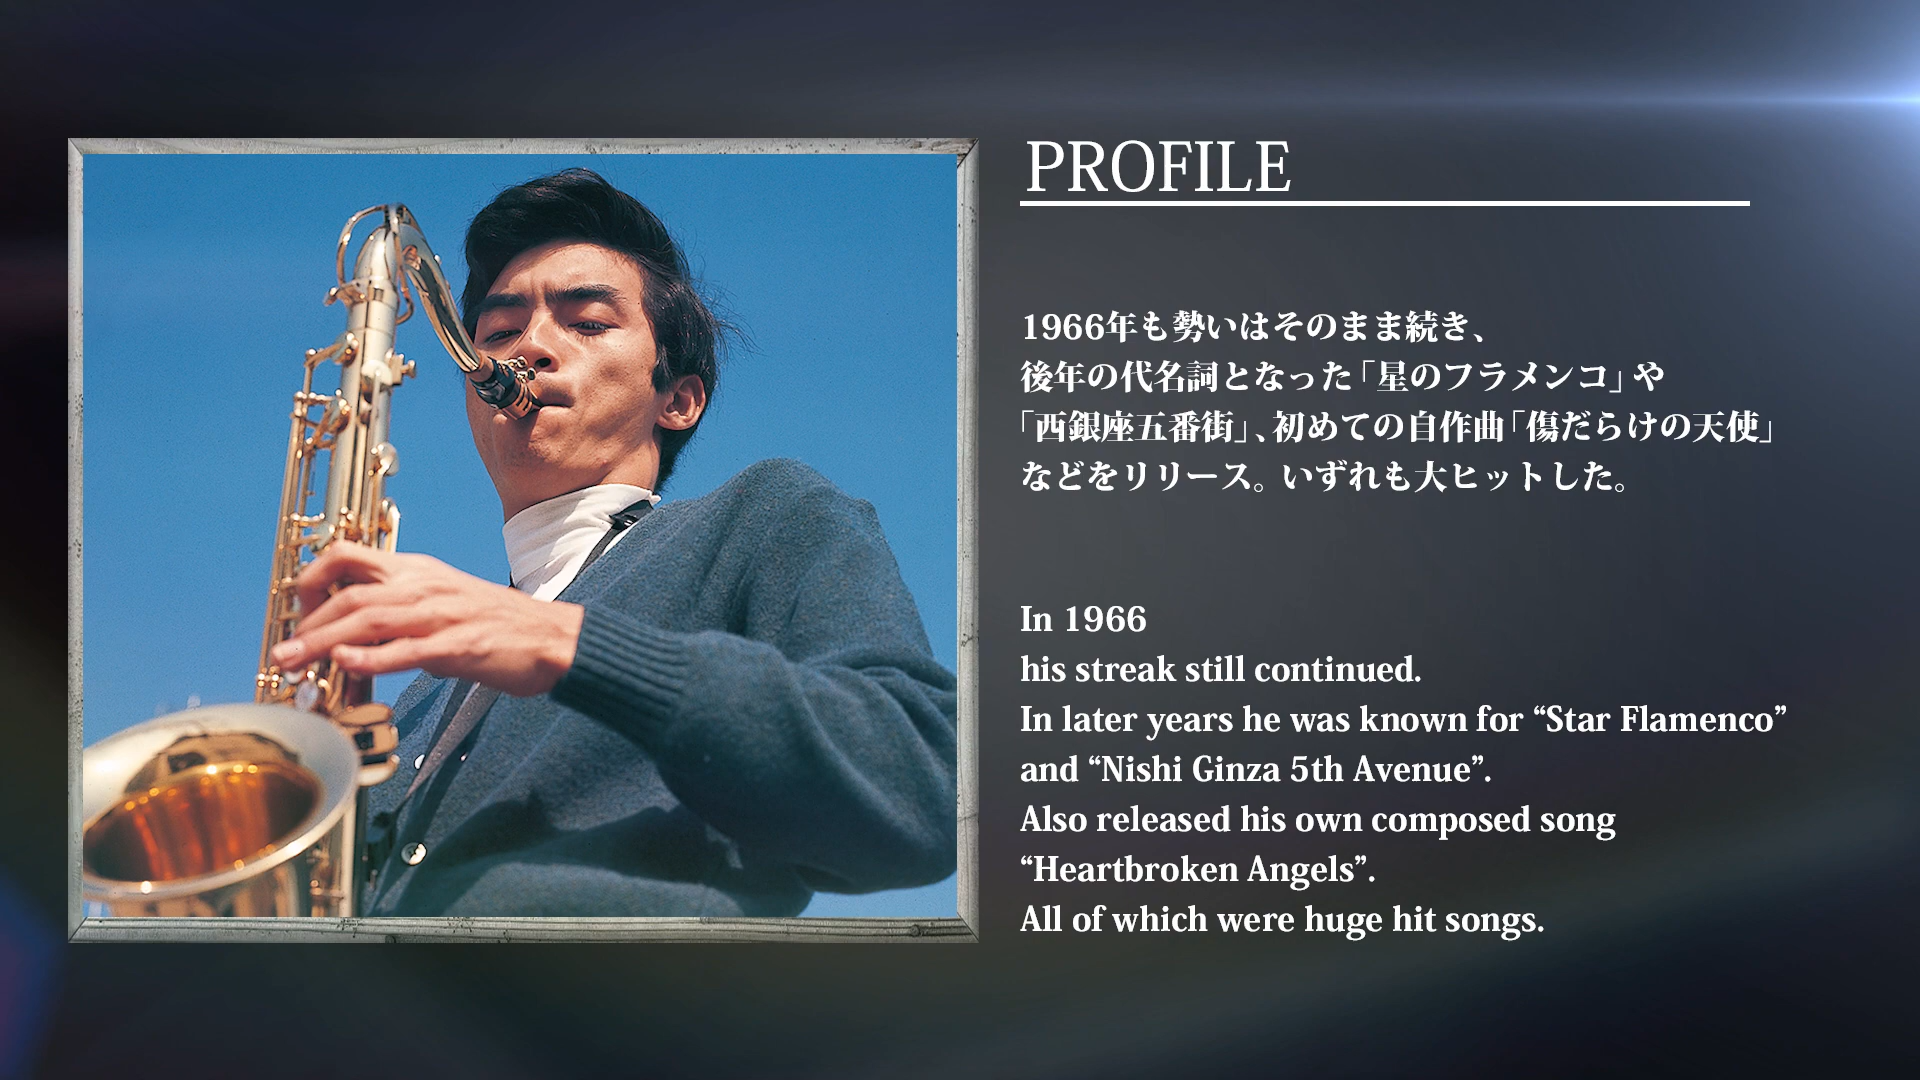 PROFILE
1966年も勢いはそのまま続き、
後年の代名詞となった「星のフラメンコ」や
「西銀座五番街」、初めての自作曲「傷だらけの天使」
などをリリース。いずれも大ヒットした。
In 1966
his streak still continued.
In later years he was known for “Star Flamenco”
and “Nishi Ginza 5th Avenue”.
Also released his own composed song
“Heartbroken Angels”.
All of which were huge hit songs.